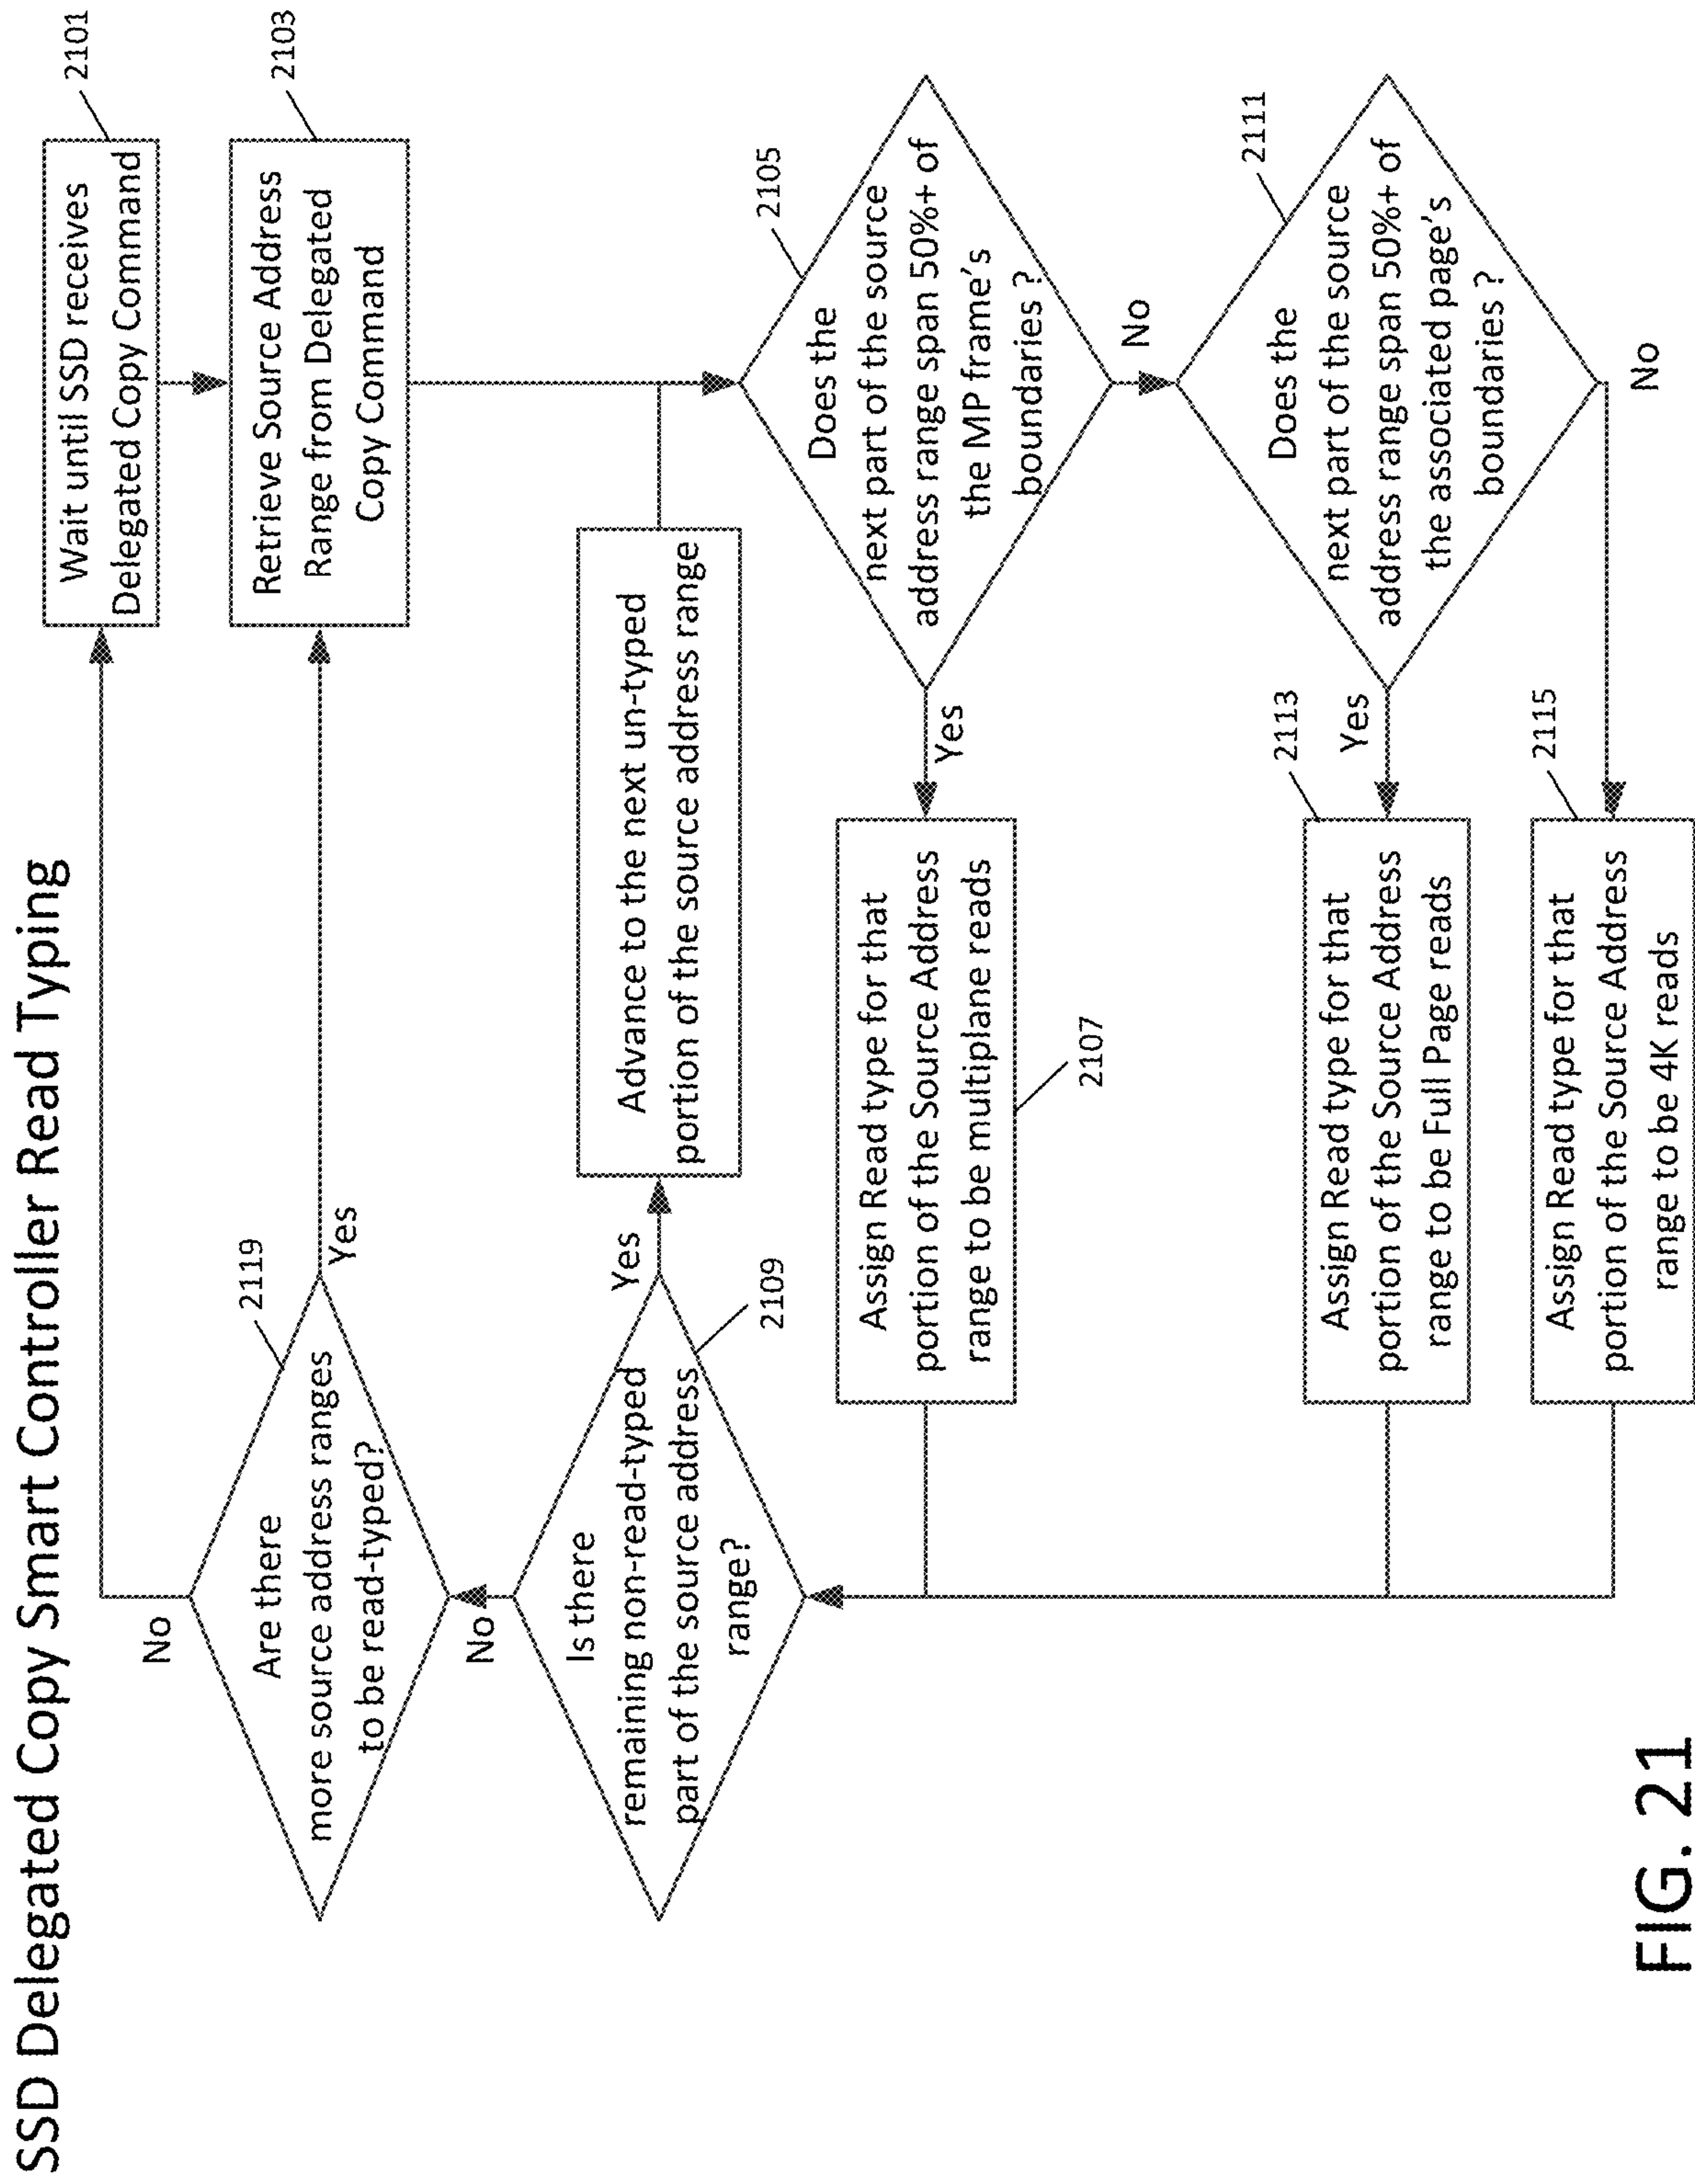 SSD Delegated Copy Smart Controller Read Typing
Wait until SSD receives
Delegated Copy Command
2101
Retrieve Source Address
Range from Delegated
Copy Command
2103
Are there
more source address ranges
to be read-typed?
2119
No
Yes
Is there
remaining non-read-typed
part of the source address
range?
2109
No
Yes
Advance to the next un-typed
portion of the source address range
Does the
next part of the source
address range span 50%+ of
the MP frame's
boundaries ?
2105
Yes
No
Assign Read type for that
portion of the Source Address
range to be multiplane reads
2107
Does the
next part of the source
address range span 50%+ of
the associated page's
boundaries ?
2111
Yes
No
Assign Read type for that
portion of the Source Address
range to be Full Page reads
2113
Assign Read type for that
portion of the Source Address
range to be 4K reads
2115
FIG. 21